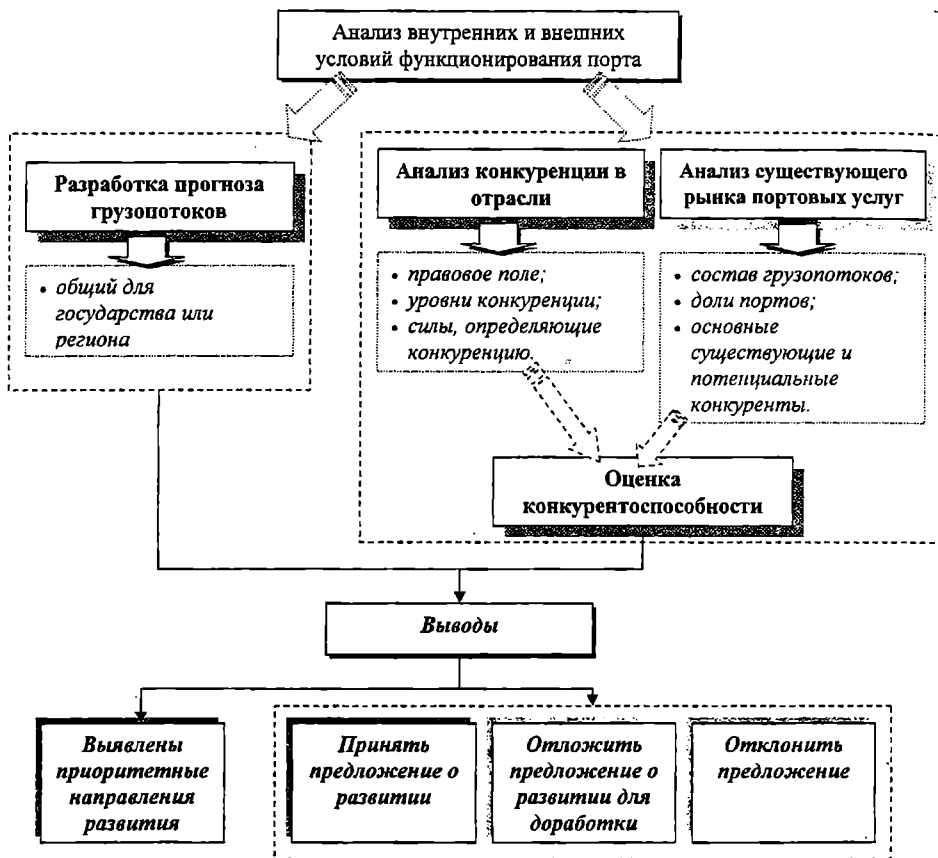 Анализ внутренних и внешних
условий функционирования порта
Разработка прогноза
грузопотоков
• общий для
государства или
региона
Анализ конкуренции в
отрасли
• правовое поле;
• уровни конкуренции;
• силы, определяющие
конкуренцию.
Анализ существующего
рынка портовых услуг
• состав грузопотоков;
• доли портов;
• основные
существующие и
потенциальные
конкуренты.
Оценка
конкурентоспособности
Выводы
Выявлены
приоритетные
направления
развития
Принять
предложение о
развитии
Отложить
предложение о
развитии для
доработки
Отклонить
предложение